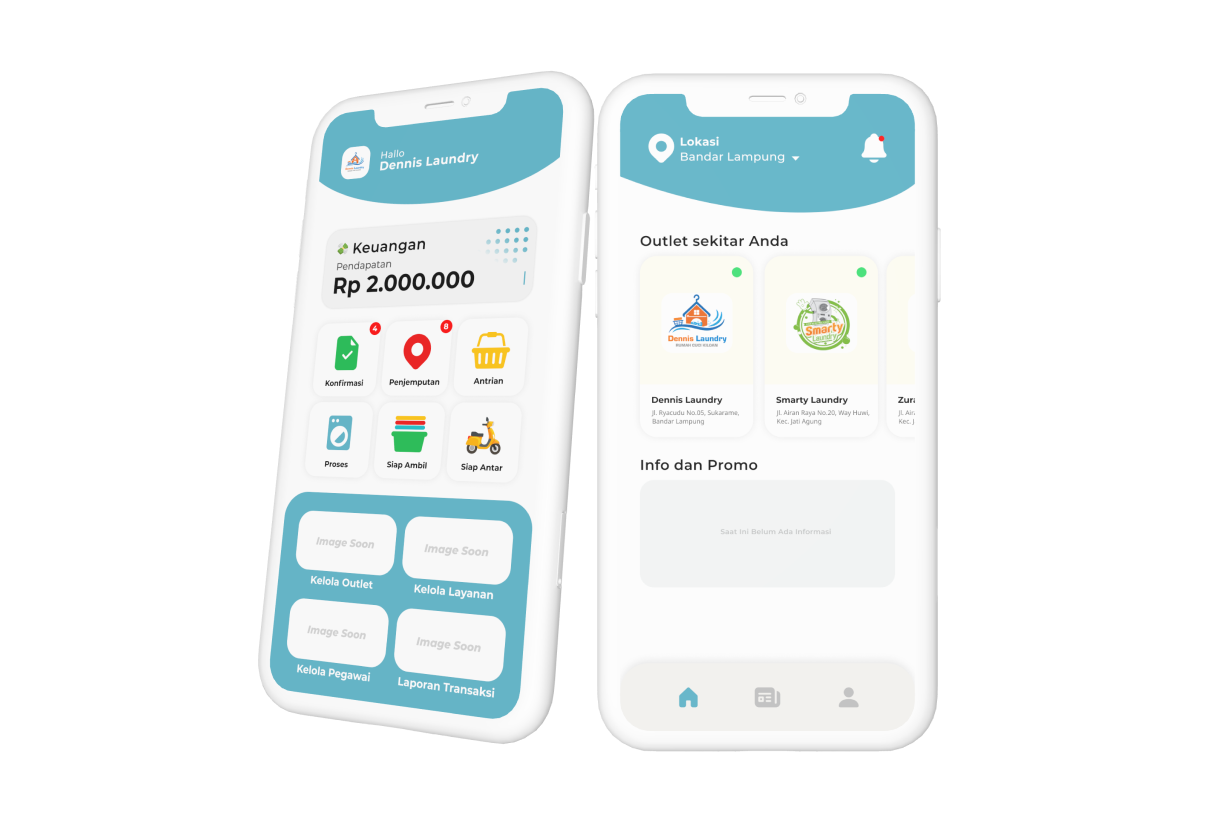 Hallo
Dennis Laundry
Keuangan
Pendapatan
Rp 2.000.000
4
8
Konfirmasi
Penjemputan
Antrian
Proses
Siap Ambil
Siap Antar
Image Soon
Image Soon
Kelola Outlet
Kelola Layanan
Image Soon
Image Soon
Kelola Pegawai
Laporan Transaksi
Lokasi
Bandar Lampung
Outlet sekitar Anda
Dennis Laundry
Smarty
Laundry
Dennis Laundry
Jl. Ryacudu No.05, Sukarame,
Bandar Lampung
Smarty Laundry
Jl. Airan Raya No.20, Way Huwi,
Kec. Jati Agung
Zura
Jl. Air
Kec. J
Info dan Promo
Saat Ini Belum Ada Informasi